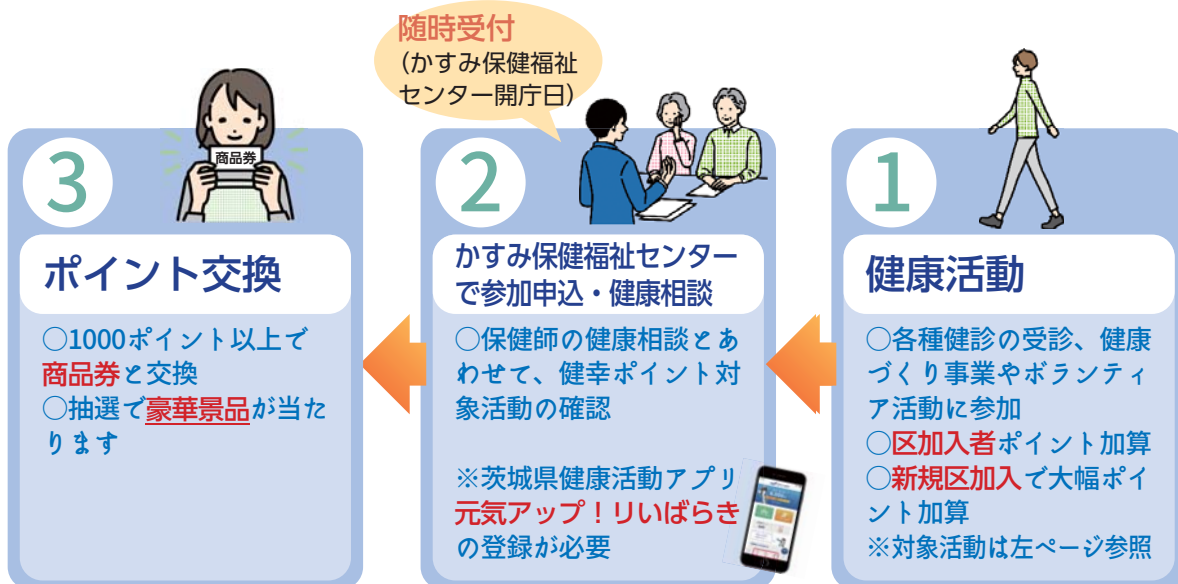 1
健康活動
○各種健診の受診、健康
づくり事業やボランティ
ア活動に参加
○区加入者ポイント加算
○新規区加入で大幅ポイ
ント加算
※対象活動は左ページ参照
随時受付
(かすみ保健福祉
センター開庁日)
2
かすみ保健福祉センター
で参加申込・健康相談
○保健師の健康相談とあ
わせて、健幸ポイント対
象活動の確認
※茨城県健康活動アプリ
元気アップ！リいばらき
の登録が必要
商品券
3
ポイント交換
○1000ポイント以上で
商品券と交換
○抽選で豪華景品が当た
ります